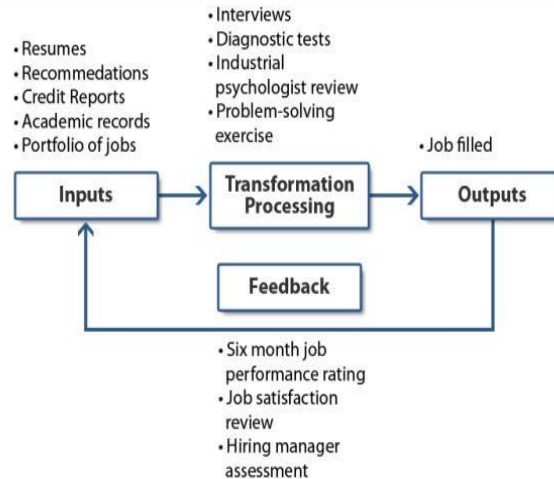 • Resumes
• Recommedations
• Credit Reports
• Academic records
• Portfolio of jobs
Inputs
• Interviews
• Diagnostic tests
• Industrial
psychologist review
• Problem-solving
exercise
Transformation
Processing
• Job filled
Outputs
Feedback
• Six month job
performance rating
• Job satisfaction
review
• Hiring manager
assessment